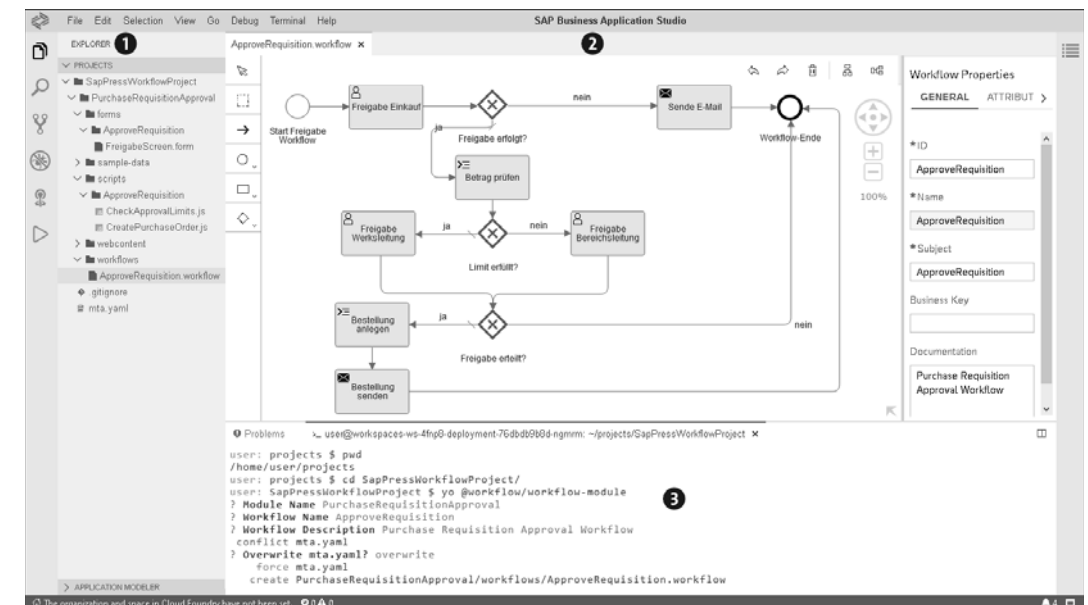 File Edit Selection View Go Debug Terminal Help
SAP Business Application Studio
EXPLORER 1
PROJECTS
SapPressWorkflowProject
PurchaseRequisitionApproval
forms
ApproveRequisition
FreigabeScreen.form
sample-data
scripts
ApproveRequisition
CheckApprovalLimits.js
CreatePurchaseOrder.js
webcontent
workflows
ApproveRequisition.workflow
.gitignore
mta.yaml
APPLICATION MODELER
ApproveRequisition.workflow ×
2
Start Freigabe
Workflow
Freigabe Einkauf
nein
Sende E-Mail
Workflow-Ende
ja
Freigabe erfolgt?
Betrag prüfen
Freigabe
Werksleitung
ja
nein
Freigabe
Bereichsleitung
Limit erfüllt?
Bestellung
anlegen
ja
nein
Freigabe erteilt?
Bestellung
senden
100%
Workflow Properties
GENERAL ATTRIBUT
*ID
ApproveRequisition
*Name
ApproveRequisition
*Subject
ApproveRequisition
Business Key
Documentation
Purchase Requisition
Approval Workflow
Problems >_ user@workspaces-ws-4fnp8-deployment-76dbdb9b8d-ngmrm: ~/projects/SapPressWorkflowProject ×
user: projects $ pwd
/home/user/projects
user: projects $ cd SapPressWorkflowProject/
user: SapPressWorkflowProject $ yo @workflow/workflow-module
3
? Module Name PurchaseRequisitionApproval
? Workflow Name ApproveRequisition
? Workflow Description Purchase Requisition Approval Workflow
conflict mta.yaml
? Overwrite mta.yaml? overwrite
force mta.yaml
create PurchaseRequisitionApproval/workflows/ApproveRequisition.workflow
The organization and space in Cloud Foundry have not been set. 0 0
4